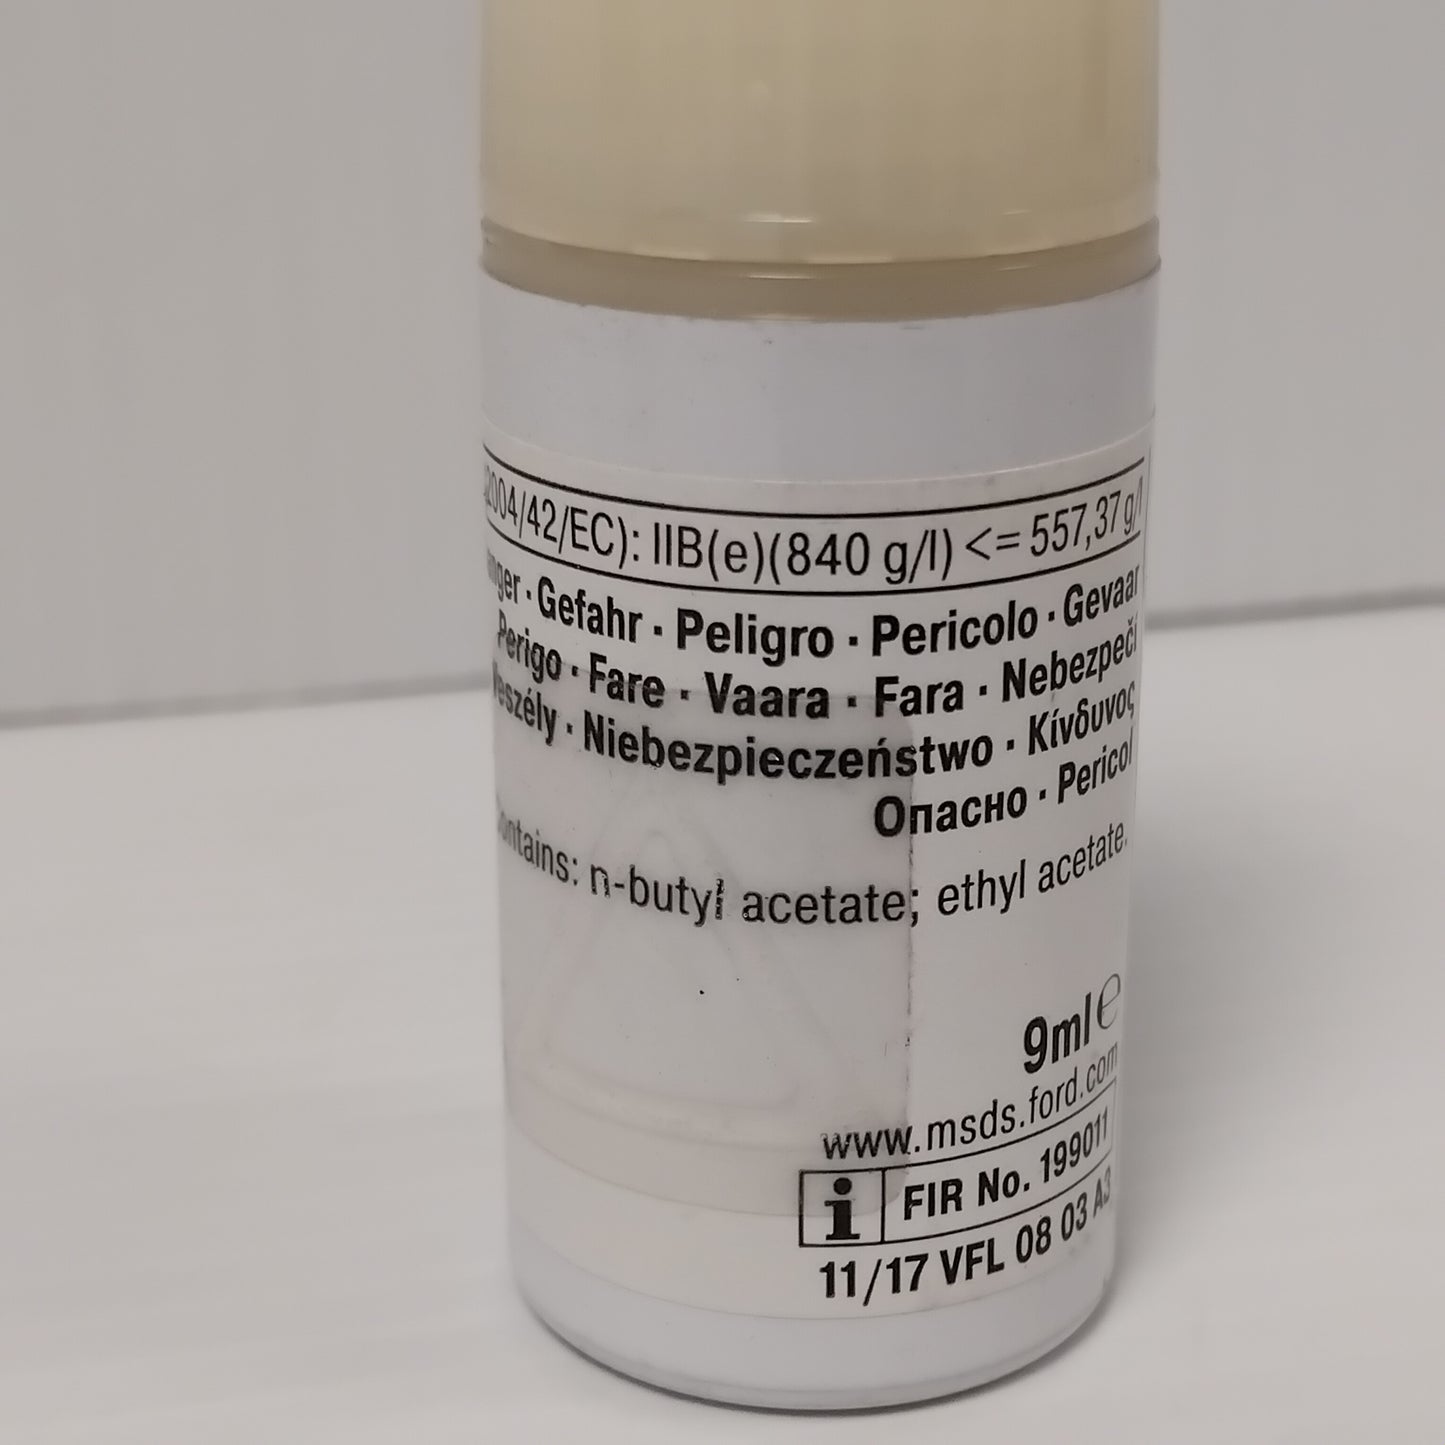 2004/42/EC): IIB(e)(840 g/l) <= 557,37 g/l
Gefahr · Peligro · Pericolo · Gevaar
Perigo · Fare · Vaara · Fara · Nebezpečí
Veszély · Niebezpieczeństwo · Κίνδυνος
Опасно · Pericol
Contains: n-butyl acetate; ethyl acetate.
9ml ℮
www.msds.ford.com
i FIR No. 199011
11/17 VFL 08 03 A3